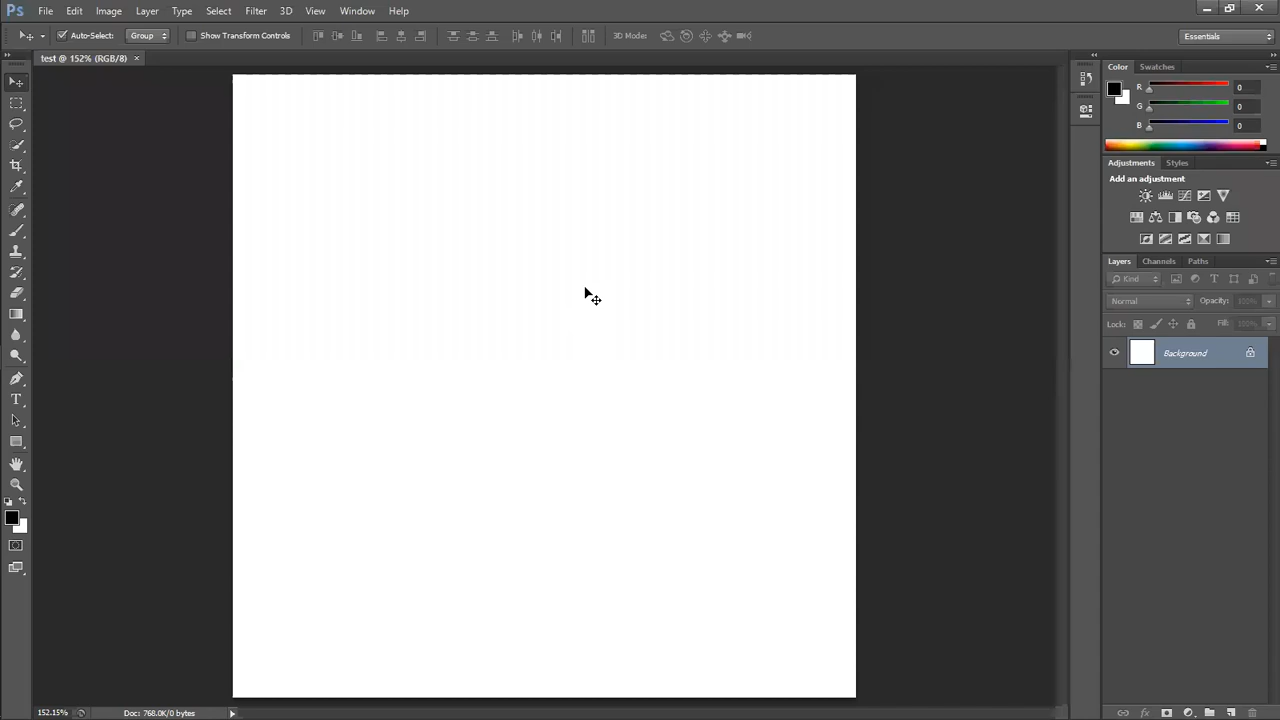 Ps File Edit Image Layer Type Select Filter 3D View Window Help
Auto-Select: Group Show Transform Controls 3D Mode: Essentials
test @ 152% (RGB/8) ×
Color Swatches
R 0
G 0
B 0
Adjustments Styles
Add an adjustment
Layers Channels Paths
Kind T
Normal Opacity: 100%
Lock: Fill: 100%
Background
T
152.15% Doc: 768.0K/0 bytes fx